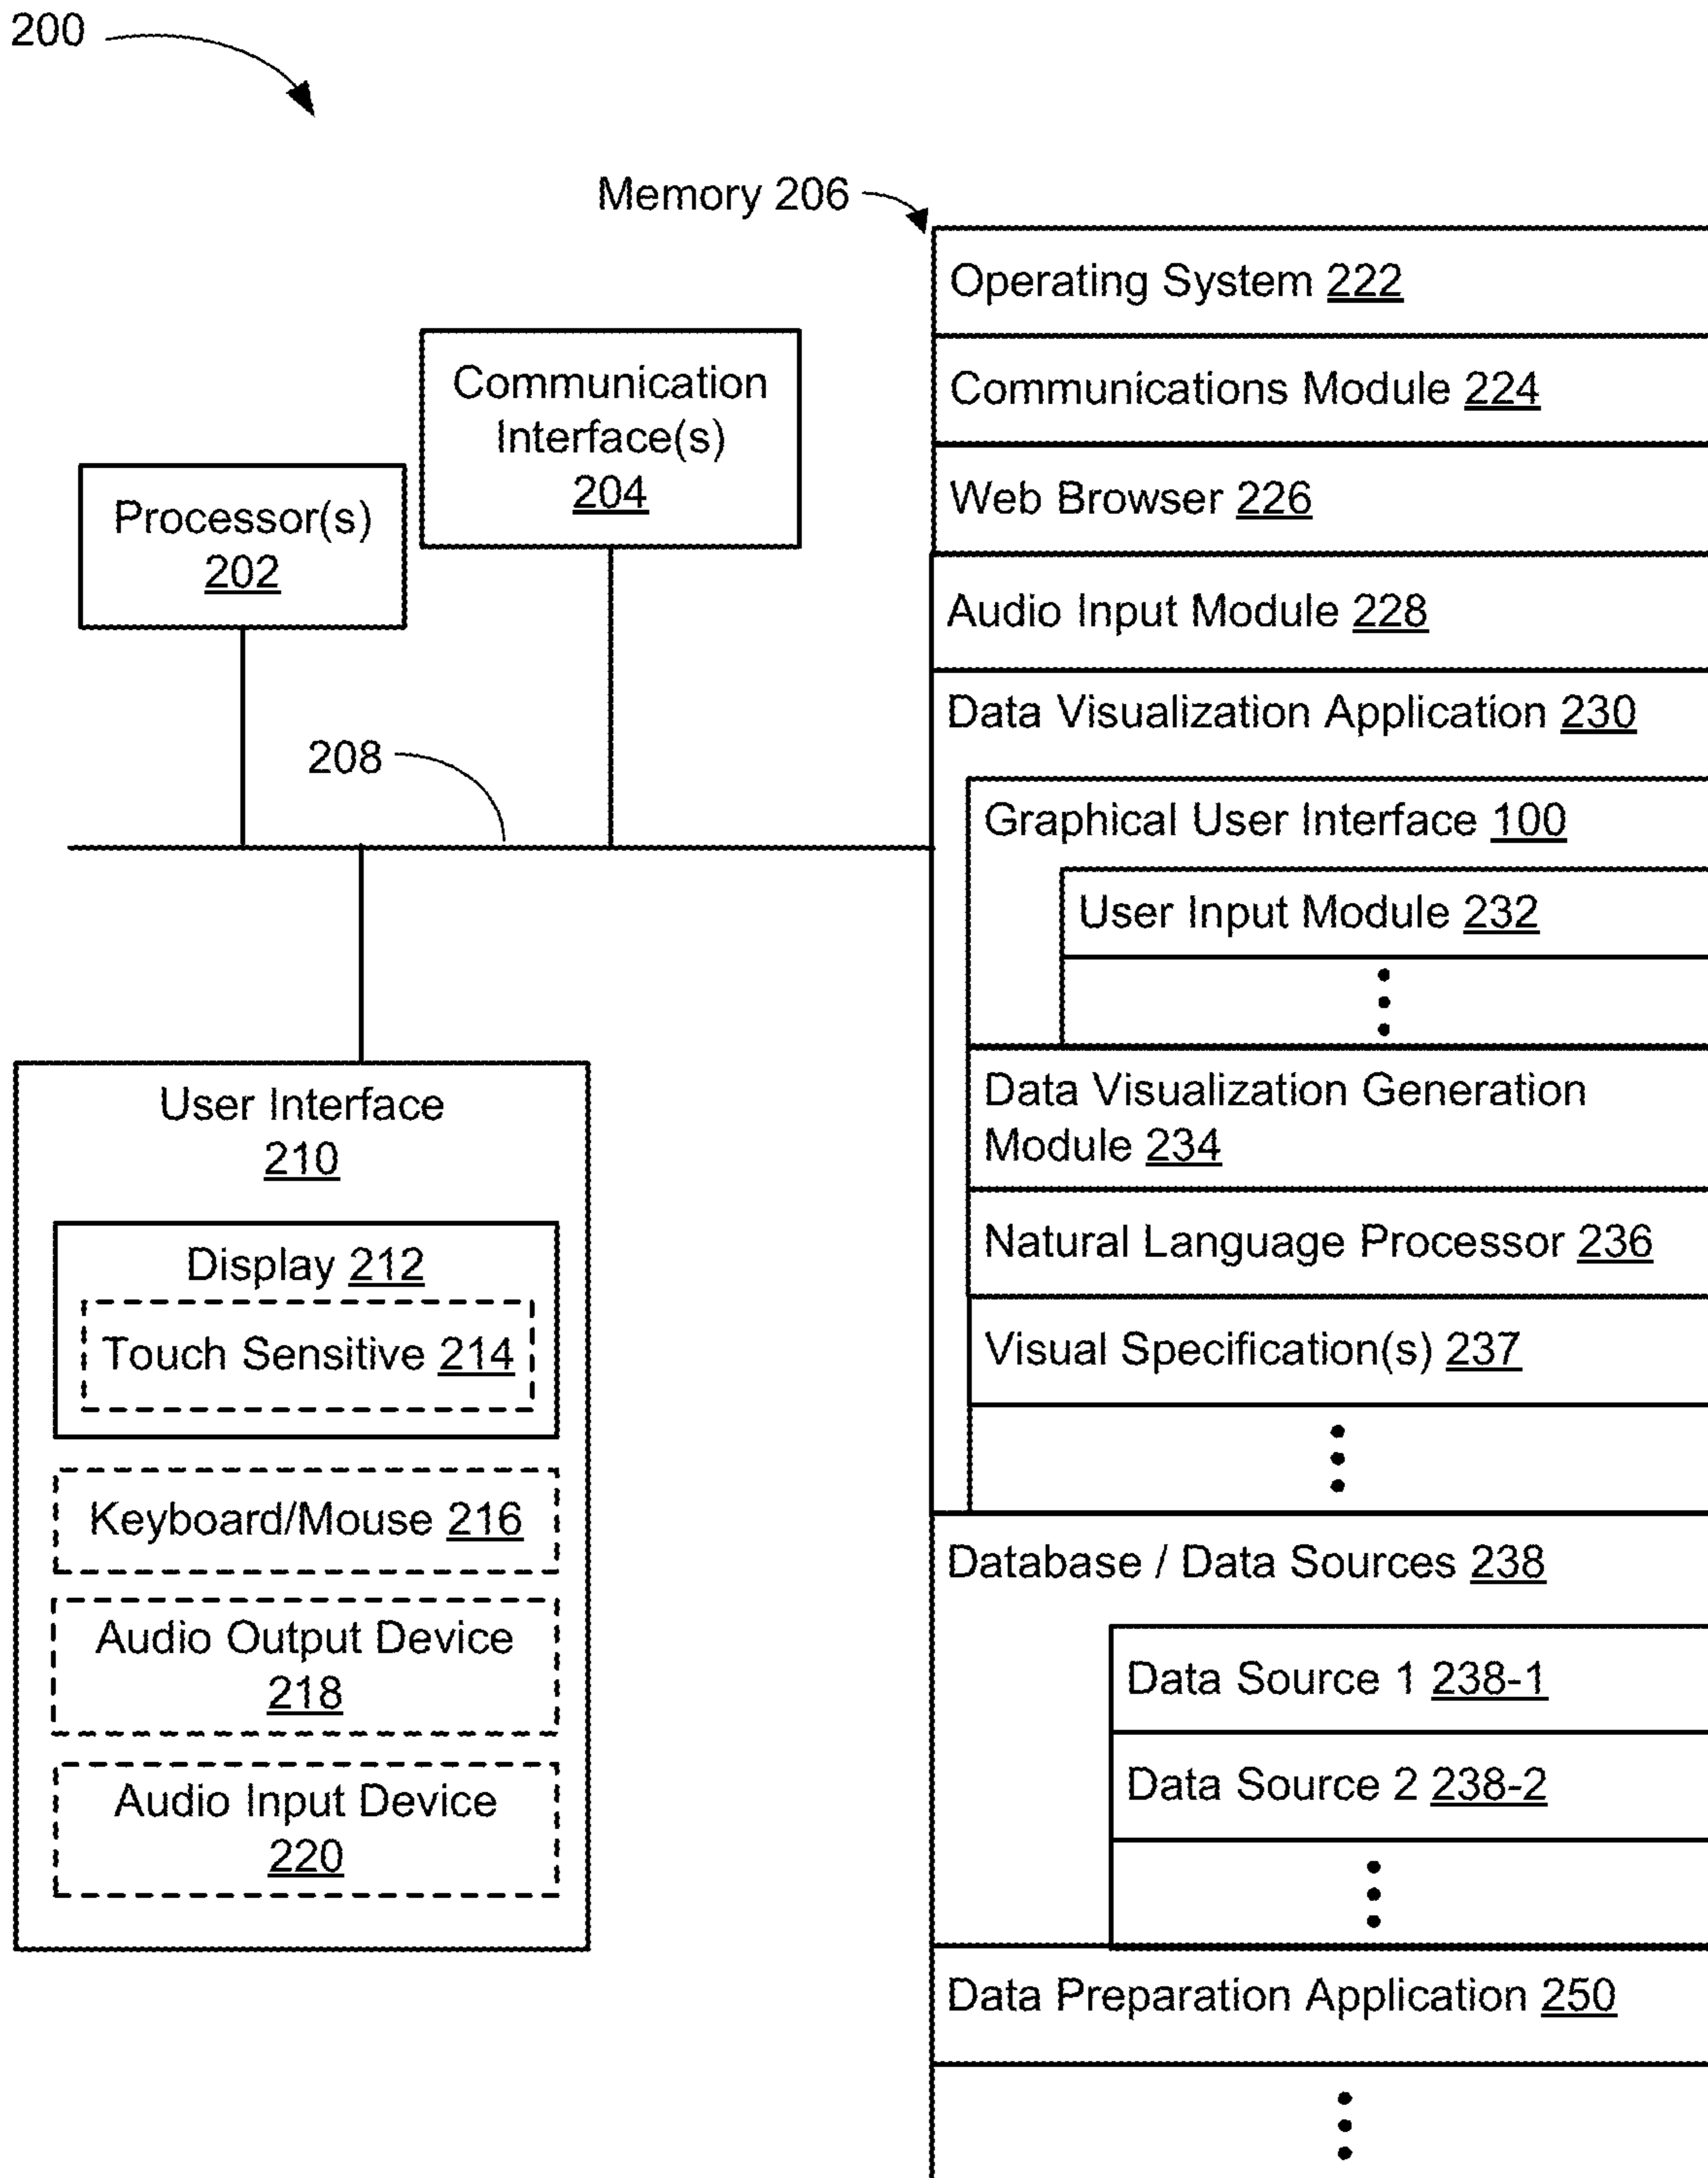 200
Memory 206
Communication
Interface(s)
204
Processor(s)
202
208
User Interface
210
Display 212
Touch Sensitive 214
Keyboard/Mouse 216
Audio Output Device
218
Audio Input Device
220
Operating System 222
Communications Module 224
Web Browser 226
Audio Input Module 228
Data Visualization Application 230
Graphical User Interface 100
User Input Module 232
Data Visualization Generation
Module 234
Natural Language Processor 236
Visual Specification(s) 237
Database / Data Sources 238
Data Source 1 238-1
Data Source 2 238-2
Data Preparation Application 250